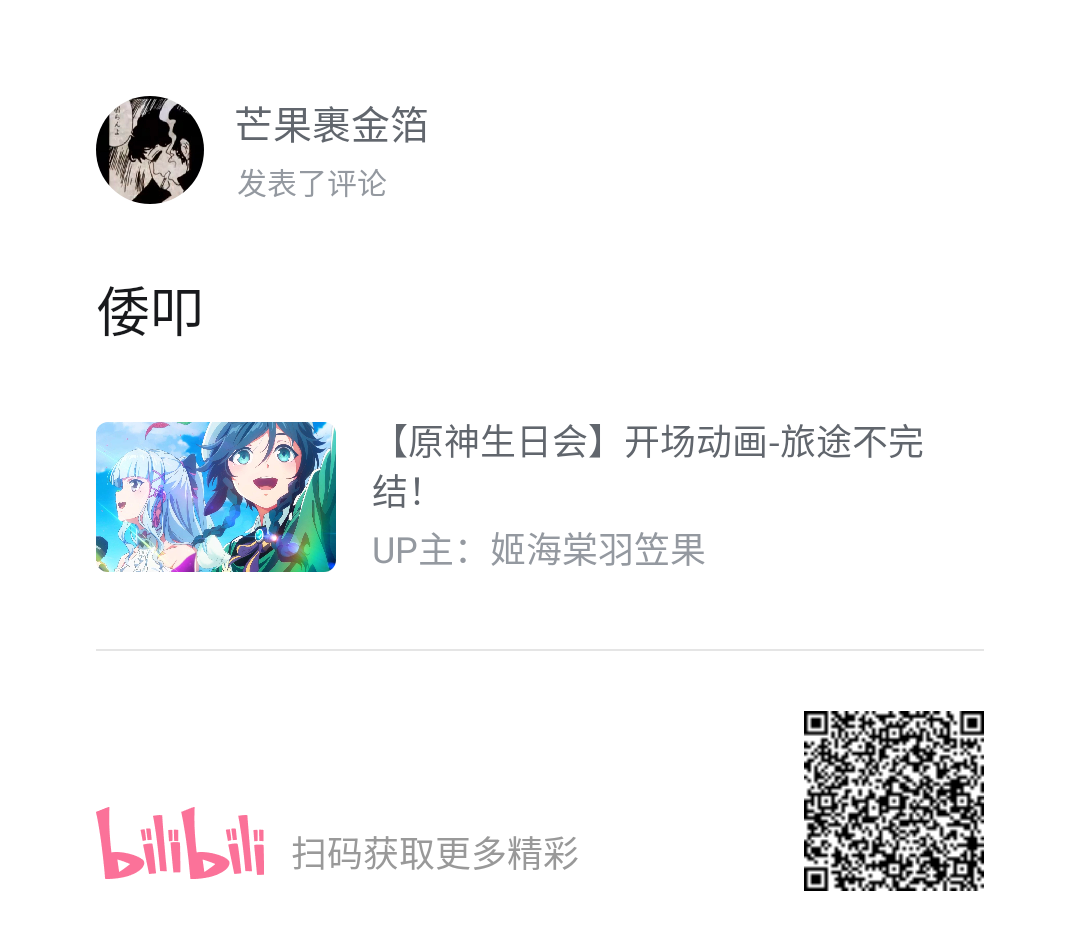 芒果裹金箔
发表了评论
倭叩
【原神生日会】开场动画-旅途不完
结！
UP主：姬海棠羽笠果
bilibili 扫码获取更多精彩